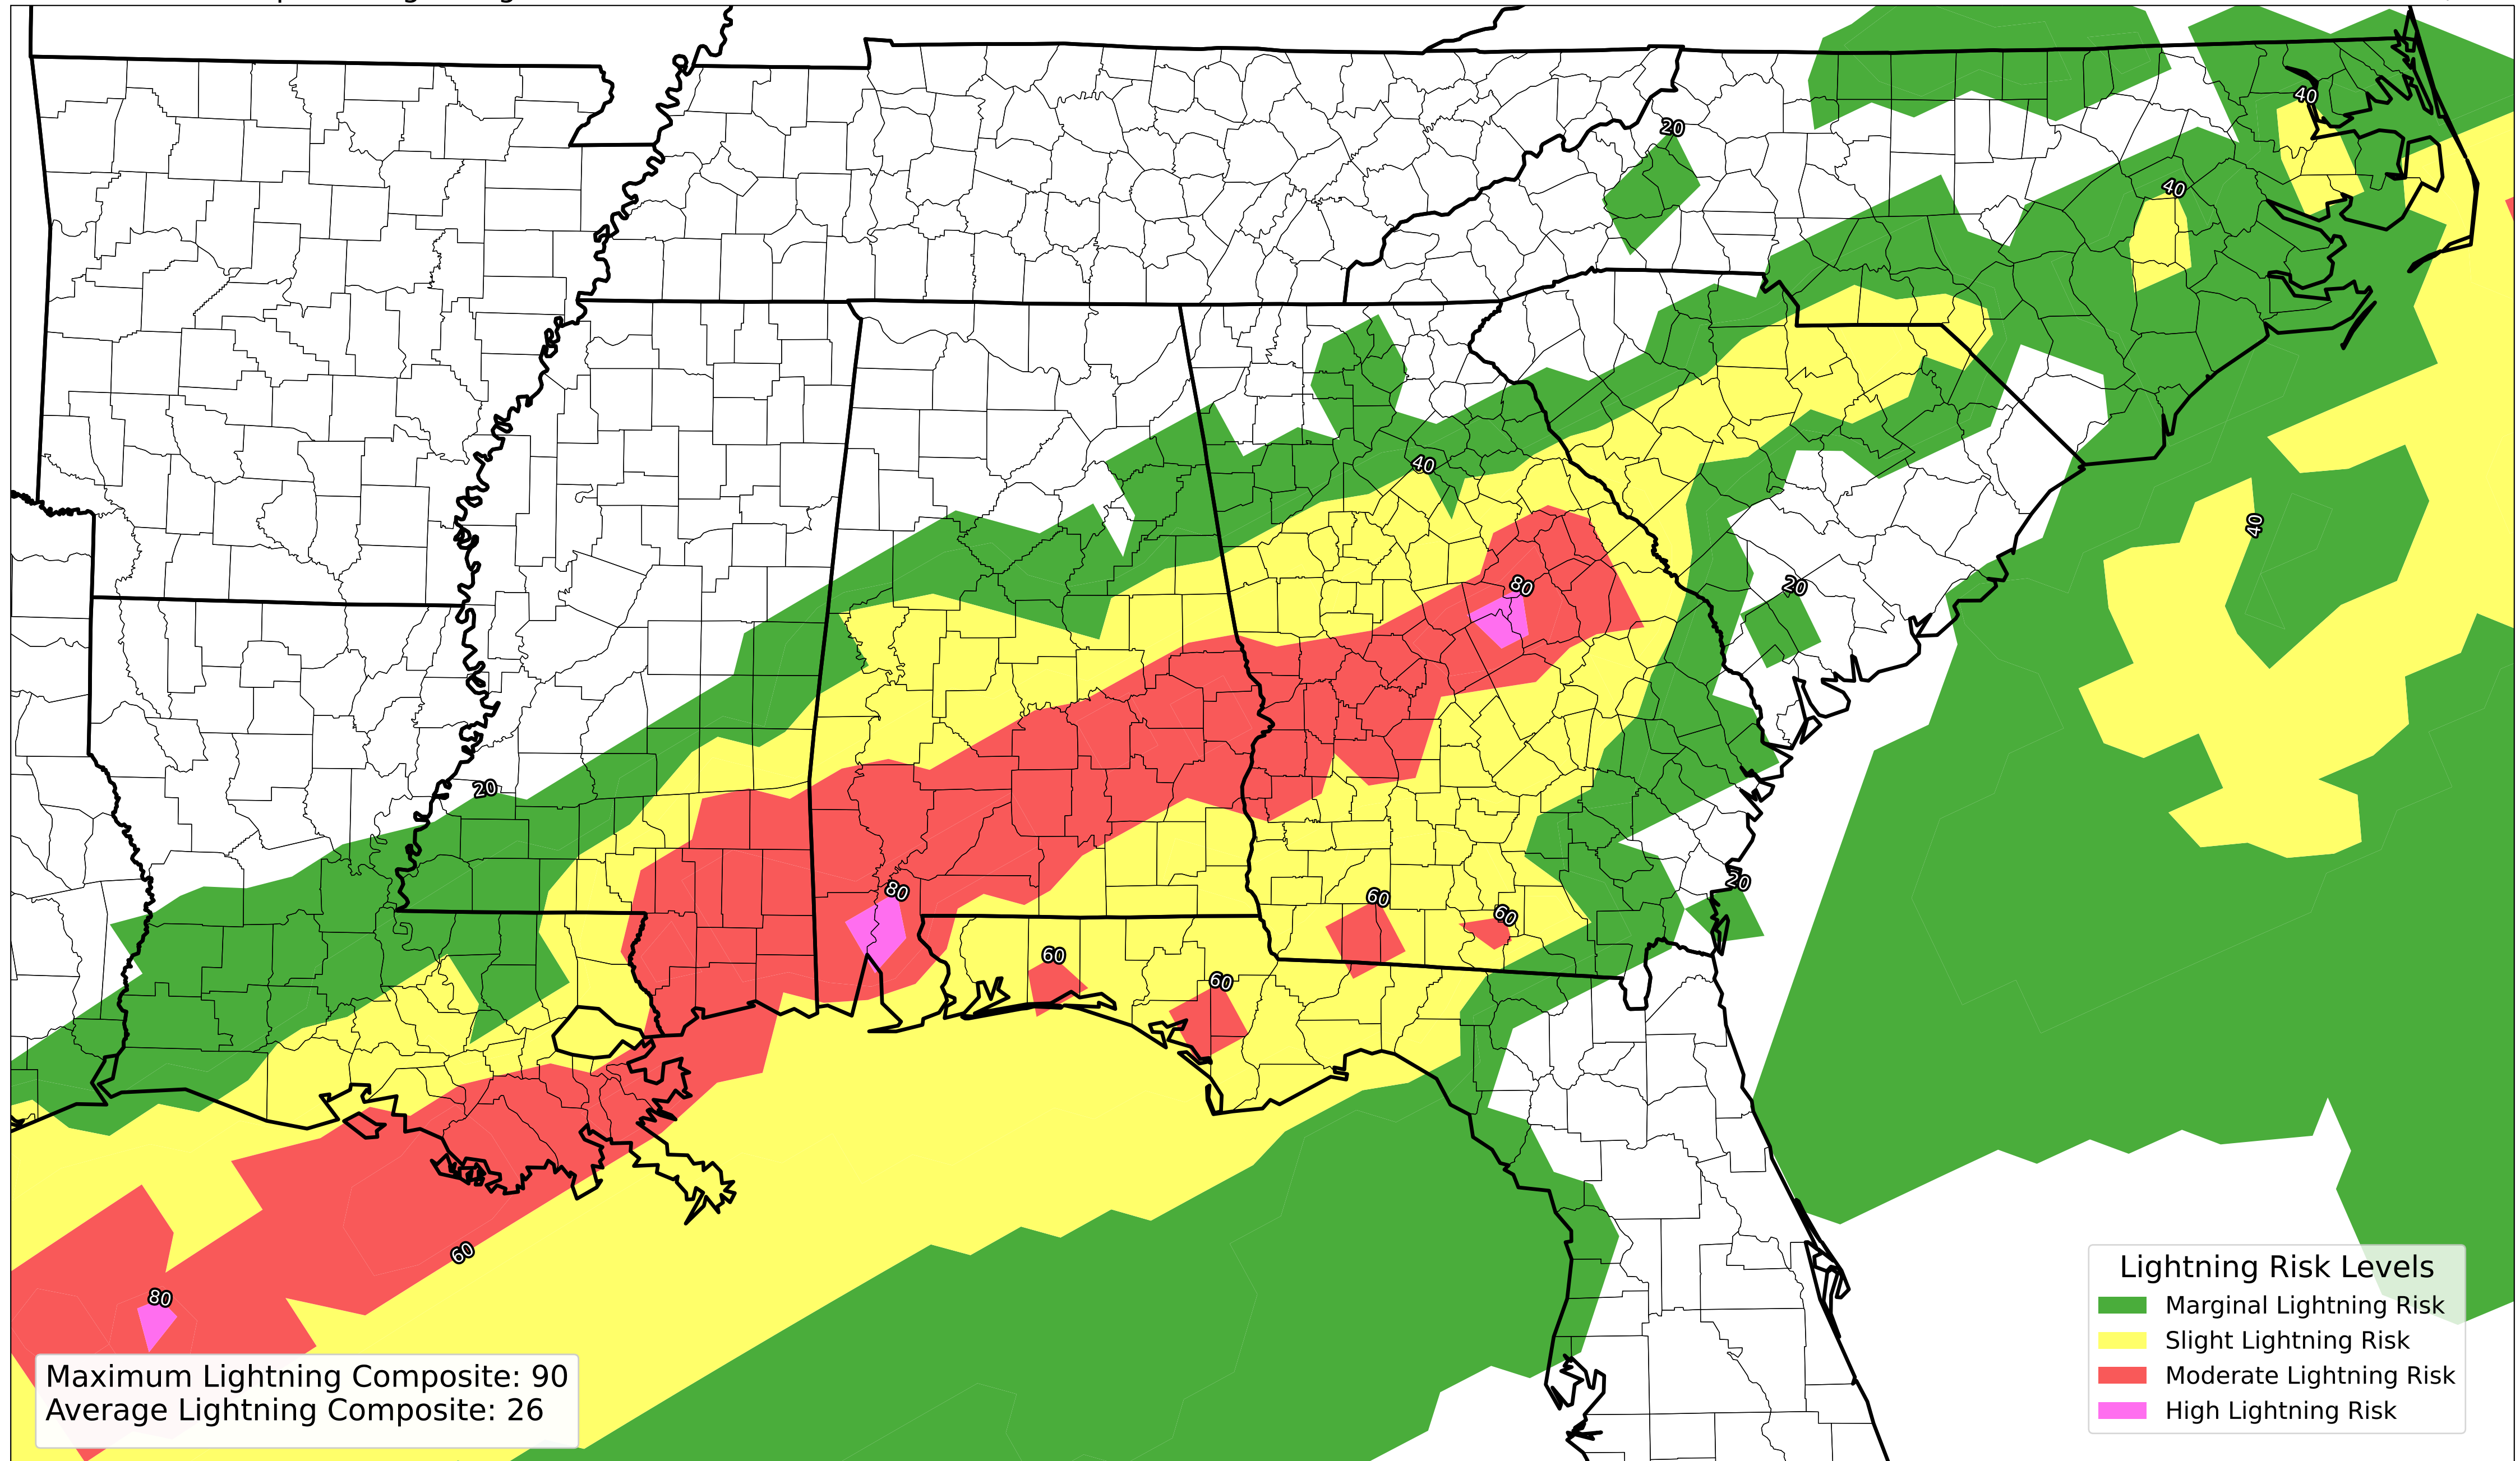 40
20
40
40
40
80
20
20
80
20
60
60
60
60
60
80
Lightning Risk Levels
Marginal Lightning Risk
Slight Lightning Risk
Moderate Lightning Risk
High Lightning Risk
Maximum Lightning Composite: 90
Average Lightning Composite: 26